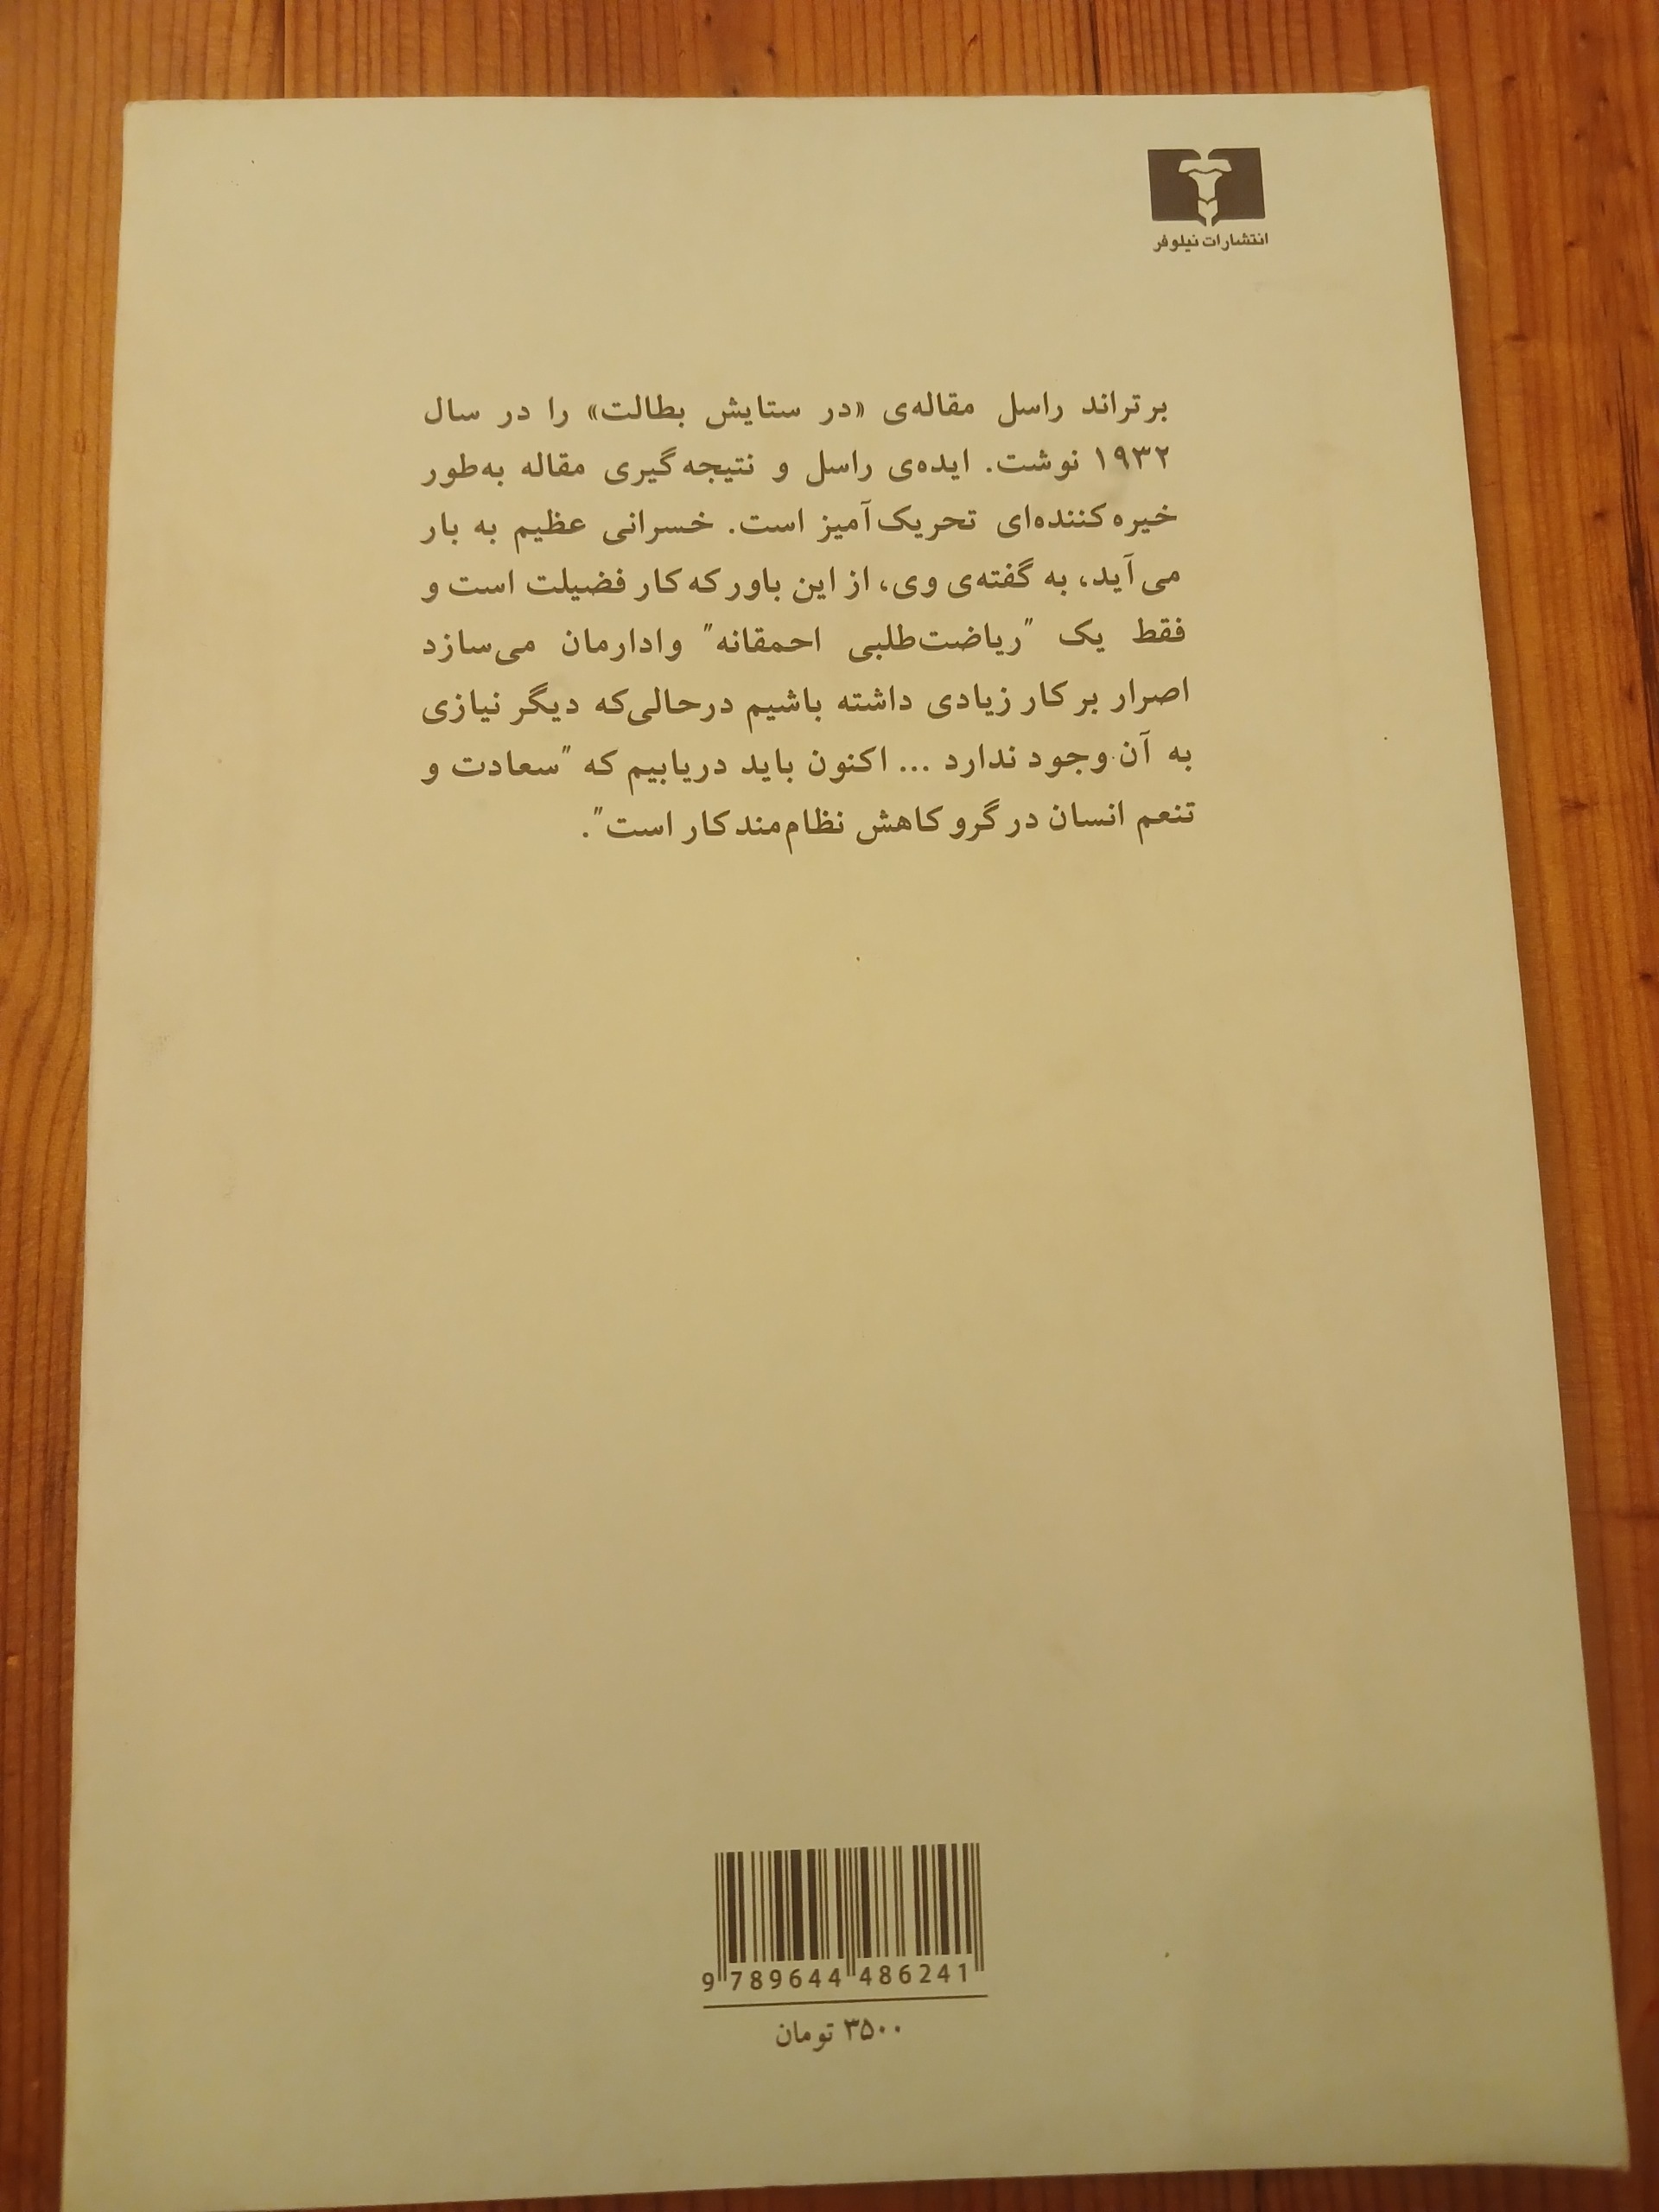 انتشارات نیلوفر
برتراند راسل مقاله‌ی «در ستایش بطالت» را در سال
۱۹۳۲ نوشت. ایده‌ی راسل و نتیجه‌گیری مقاله به‌طور
خیره‌کننده‌ای تحریک‌آمیز است. خسرانی عظیم به بار
می‌آید، به گفته‌ی وی، از این باور که کار فضیلت است و
فقط یک "ریاضت‌طلبی احمقانه" وادارمان می‌سازد
اصرار بر کار زیادی داشته باشیم درحالی‌که دیگر نیازی
به آن وجود ندارد ... اکنون باید دریابیم که "سعادت و
تنعم انسان در گرو کاهش نظام‌مند کار است".
9 789644 486241
۳۵۰۰ تومان